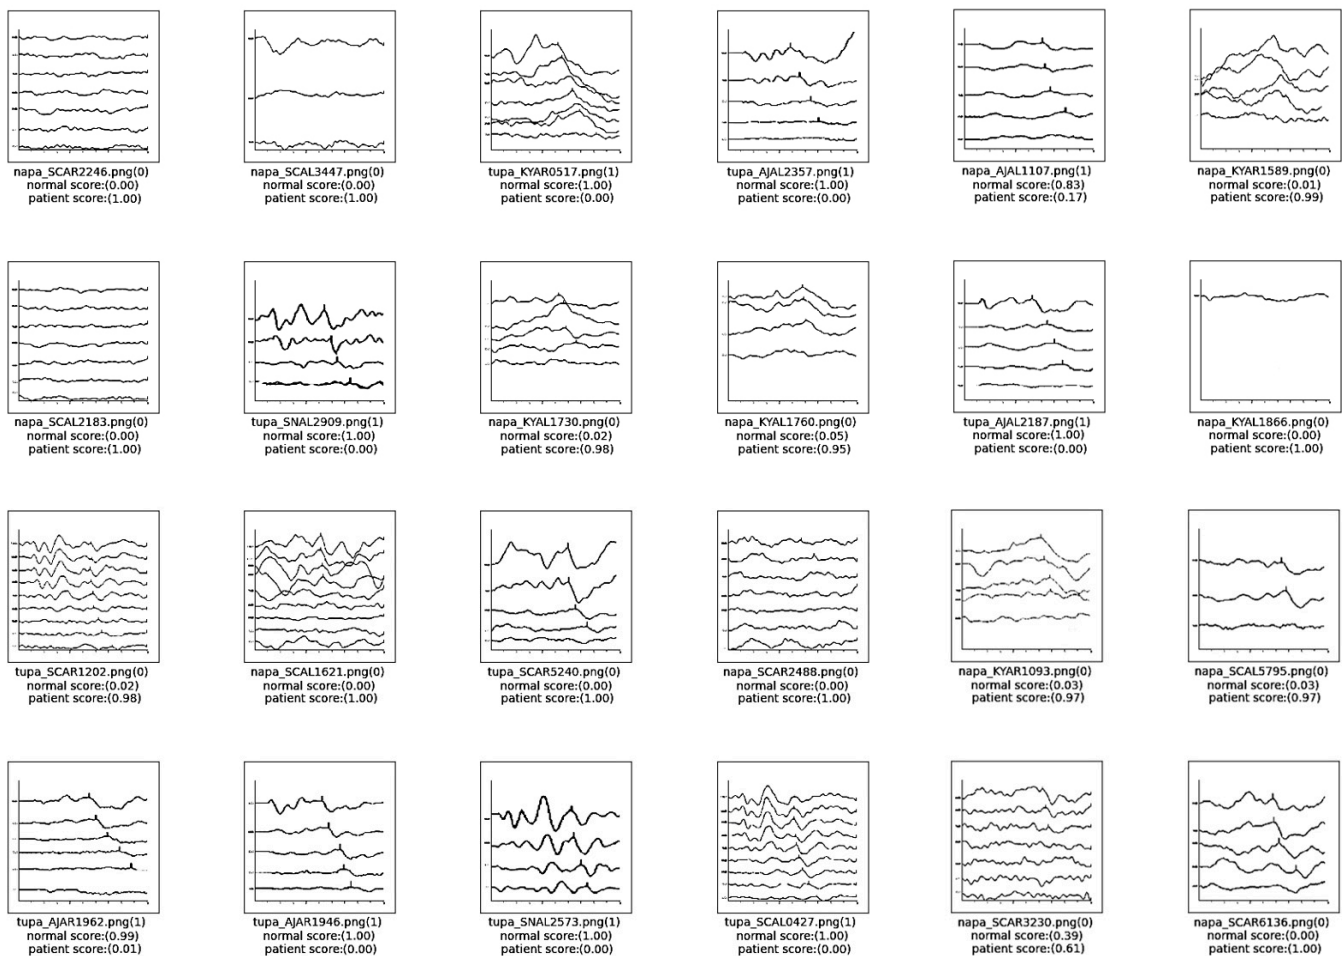 napa_SCAR2246.png(0)
normal score:(0.00)
patient score:(1.00)
napa_SCAL3447.png(0)
normal score:(0.00)
patient score:(1.00)
tupa_KYAR0517.png(1)
normal score:(1.00)
patient score:(0.00)
tupa_AJAL2357.png(1)
normal score:(1.00)
patient score:(0.00)
napa_AJAL1107.png(1)
normal score:(0.83)
patient score:(0.17)
napa_KYAR1589.png(0)
normal score:(0.01)
patient score:(0.99)
napa_SCAL2183.png(0)
normal score:(0.00)
patient score:(1.00)
tupa_SNAL2909.png(1)
normal score:(1.00)
patient score:(0.00)
napa_KYAL1730.png(0)
normal score:(0.02)
patient score:(0.98)
napa_KYAL1760.png(0)
normal score:(0.05)
patient score:(0.95)
tupa_AJAL2187.png(1)
normal score:(1.00)
patient score:(0.00)
napa_KYAL1866.png(0)
normal score:(0.00)
patient score:(1.00)
tupa_SCAR1202.png(0)
normal score:(0.02)
patient score:(0.98)
napa_SCAL1621.png(0)
normal score:(0.00)
patient score:(1.00)
tupa_SCAR5240.png(0)
normal score:(0.00)
patient score:(1.00)
napa_SCAR2488.png(0)
normal score:(0.00)
patient score:(1.00)
napa_KYAR1093.png(0)
normal score:(0.03)
patient score:(0.97)
napa_SCAL5795.png(0)
normal score:(0.03)
patient score:(0.97)
tupa_AJAR1962.png(1)
normal score:(0.99)
patient score:(0.01)
tupa_AJAR1946.png(1)
normal score:(1.00)
patient score:(0.00)
tupa_SNAL2573.png(1)
normal score:(1.00)
patient score:(0.00)
tupa_SCAL0427.png(1)
normal score:(1.00)
patient score:(0.00)
napa_SCAR3230.png(0)
normal score:(0.39)
patient score:(0.61)
napa_SCAR6136.png(0)
normal score:(0.00)
patient score:(1.00)